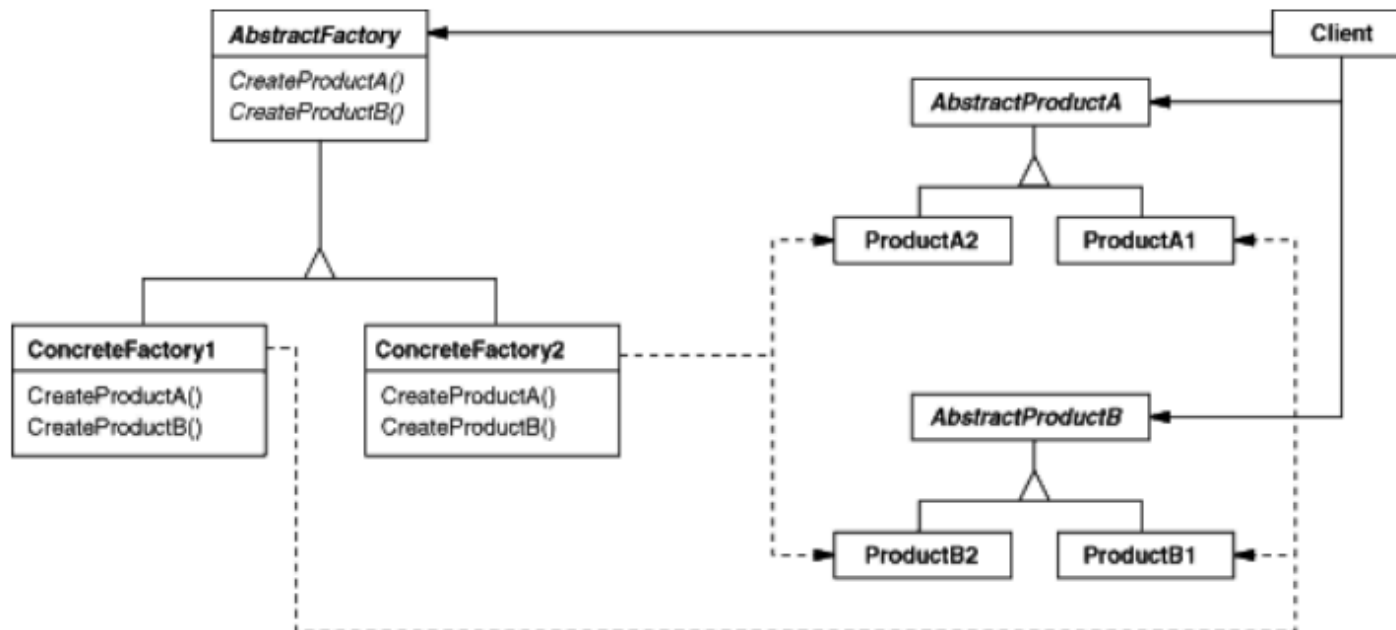 AbstractFactory
CreateProductA()
CreateProductB()
Client
AbstractProductA
ProductA2
ProductA1
ConcreteFactory1
CreateProductA()
CreateProductB()
ConcreteFactory2
CreateProductA()
CreateProductB()
AbstractProductB
ProductB2
ProductB1